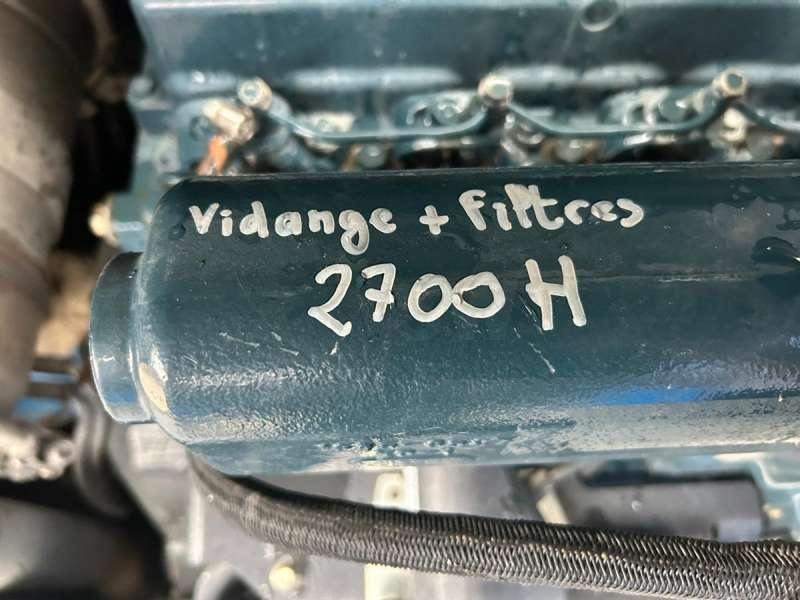 Vidange + Filtres
2700 H